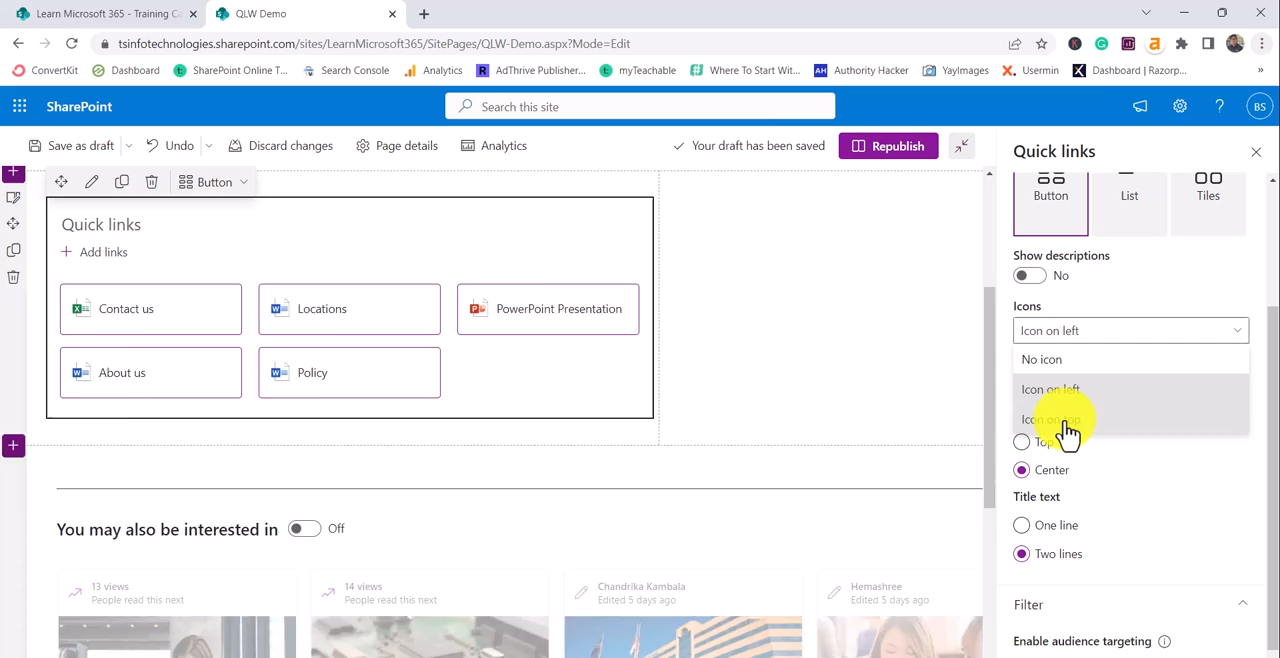 Learn Microsoft 365 - Training Ca
QLW Demo
tsinfotechnologies.sharepoint.com/sites/LearnMicrosoft365/SitePages/QLW-Demo.aspx?Mode=Edit
ConvertKit
Dashboard
SharePoint Online T...
Search Console
Analytics
AdThrive Publisher...
myTeachable
Where To Start Wit...
AH Authority Hacker
YayImages
Usermin
Dashboard | Razorp...
»
SharePoint
Search this site
BS
Save as draft
Undo
Discard changes
Page details
Analytics
Your draft has been saved
Republish
Button
Quick links
Add links
Contact us
Locations
PowerPoint Presentation
About us
Policy
You may also be interested in
Off
13 views
People read this next
14 views
People read this next
Chandrika Kambala
Edited 5 days ago
Hemashree
Edited 5 days ago
Quick links
Button
List
Tiles
Show descriptions
No
Icons
Icon on left
No icon
Icon on left
Icon on top
Top
Center
Title text
One line
Two lines
Filter
Enable audience targeting